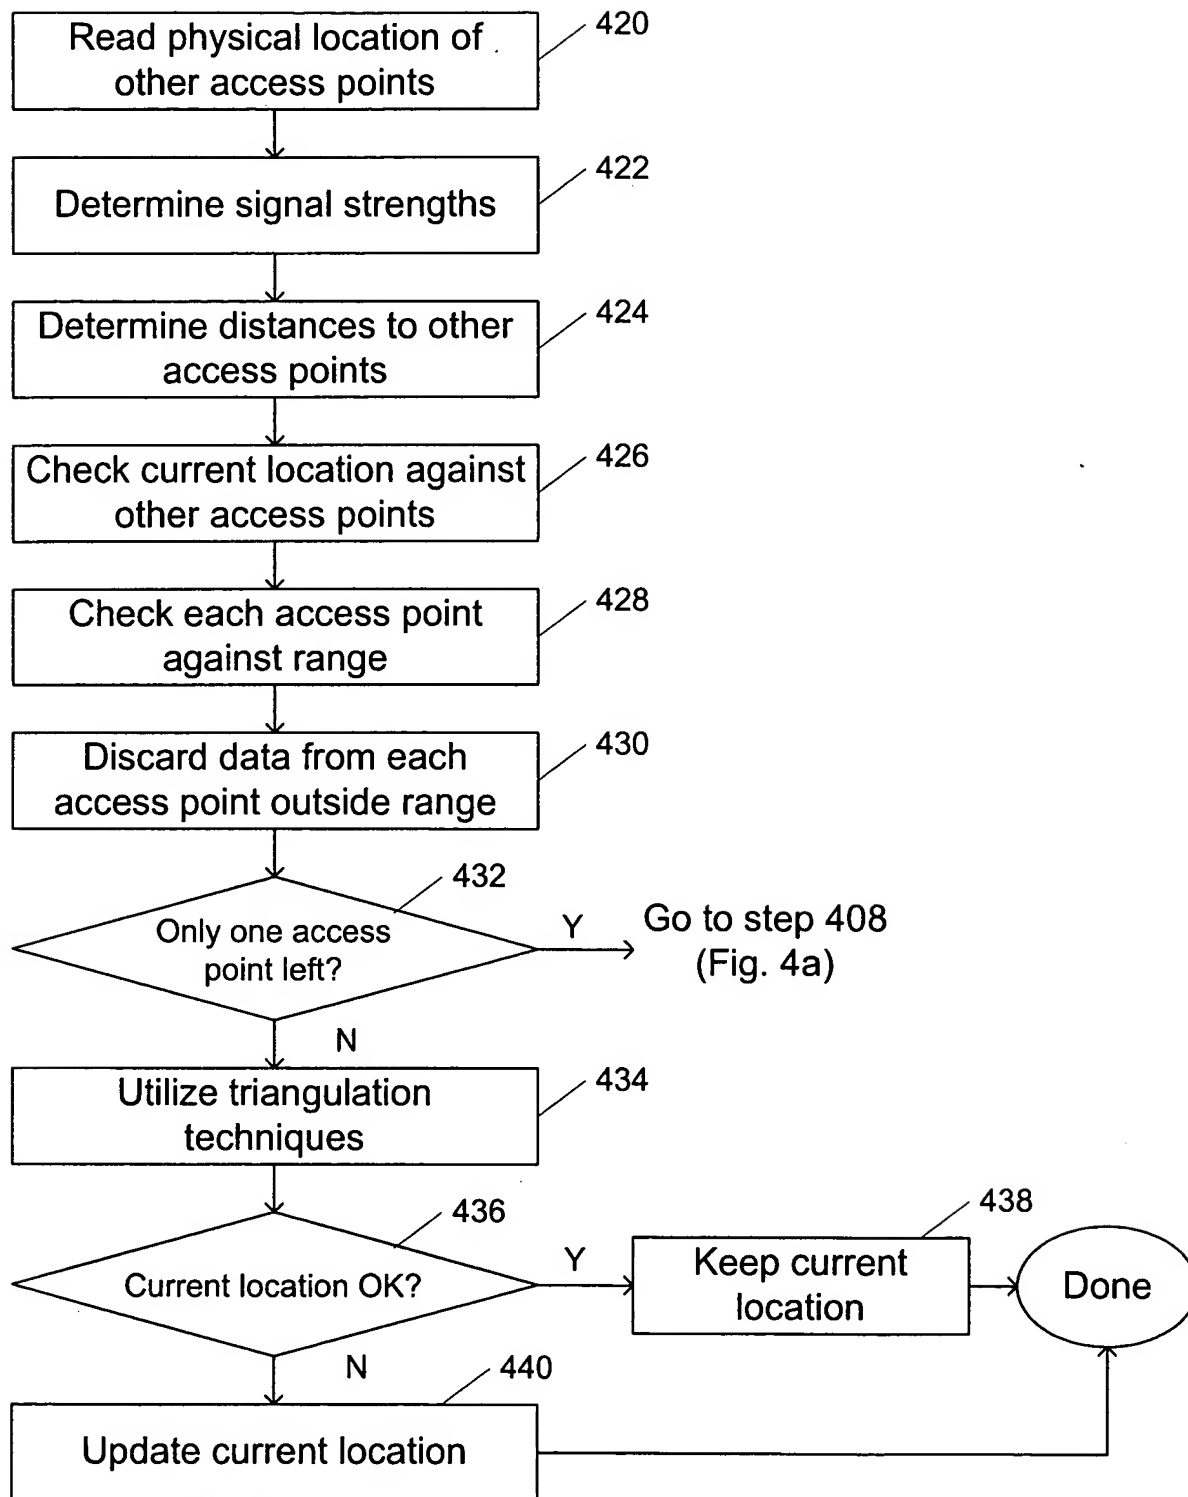 Read physical location of
other access points
420
Determine signal strengths
422
Determine distances to other
access points
424
Check current location against
other access points
426
Check each access point
against range
428
Discard data from each
access point outside range
430
432
Only one access
point left?
Y
Go to step 408
(Fig. 4a)
N
Utilize triangulation
techniques
434
436
Current location OK?
Y
438
Keep current
location
Done
N
440
Update current location